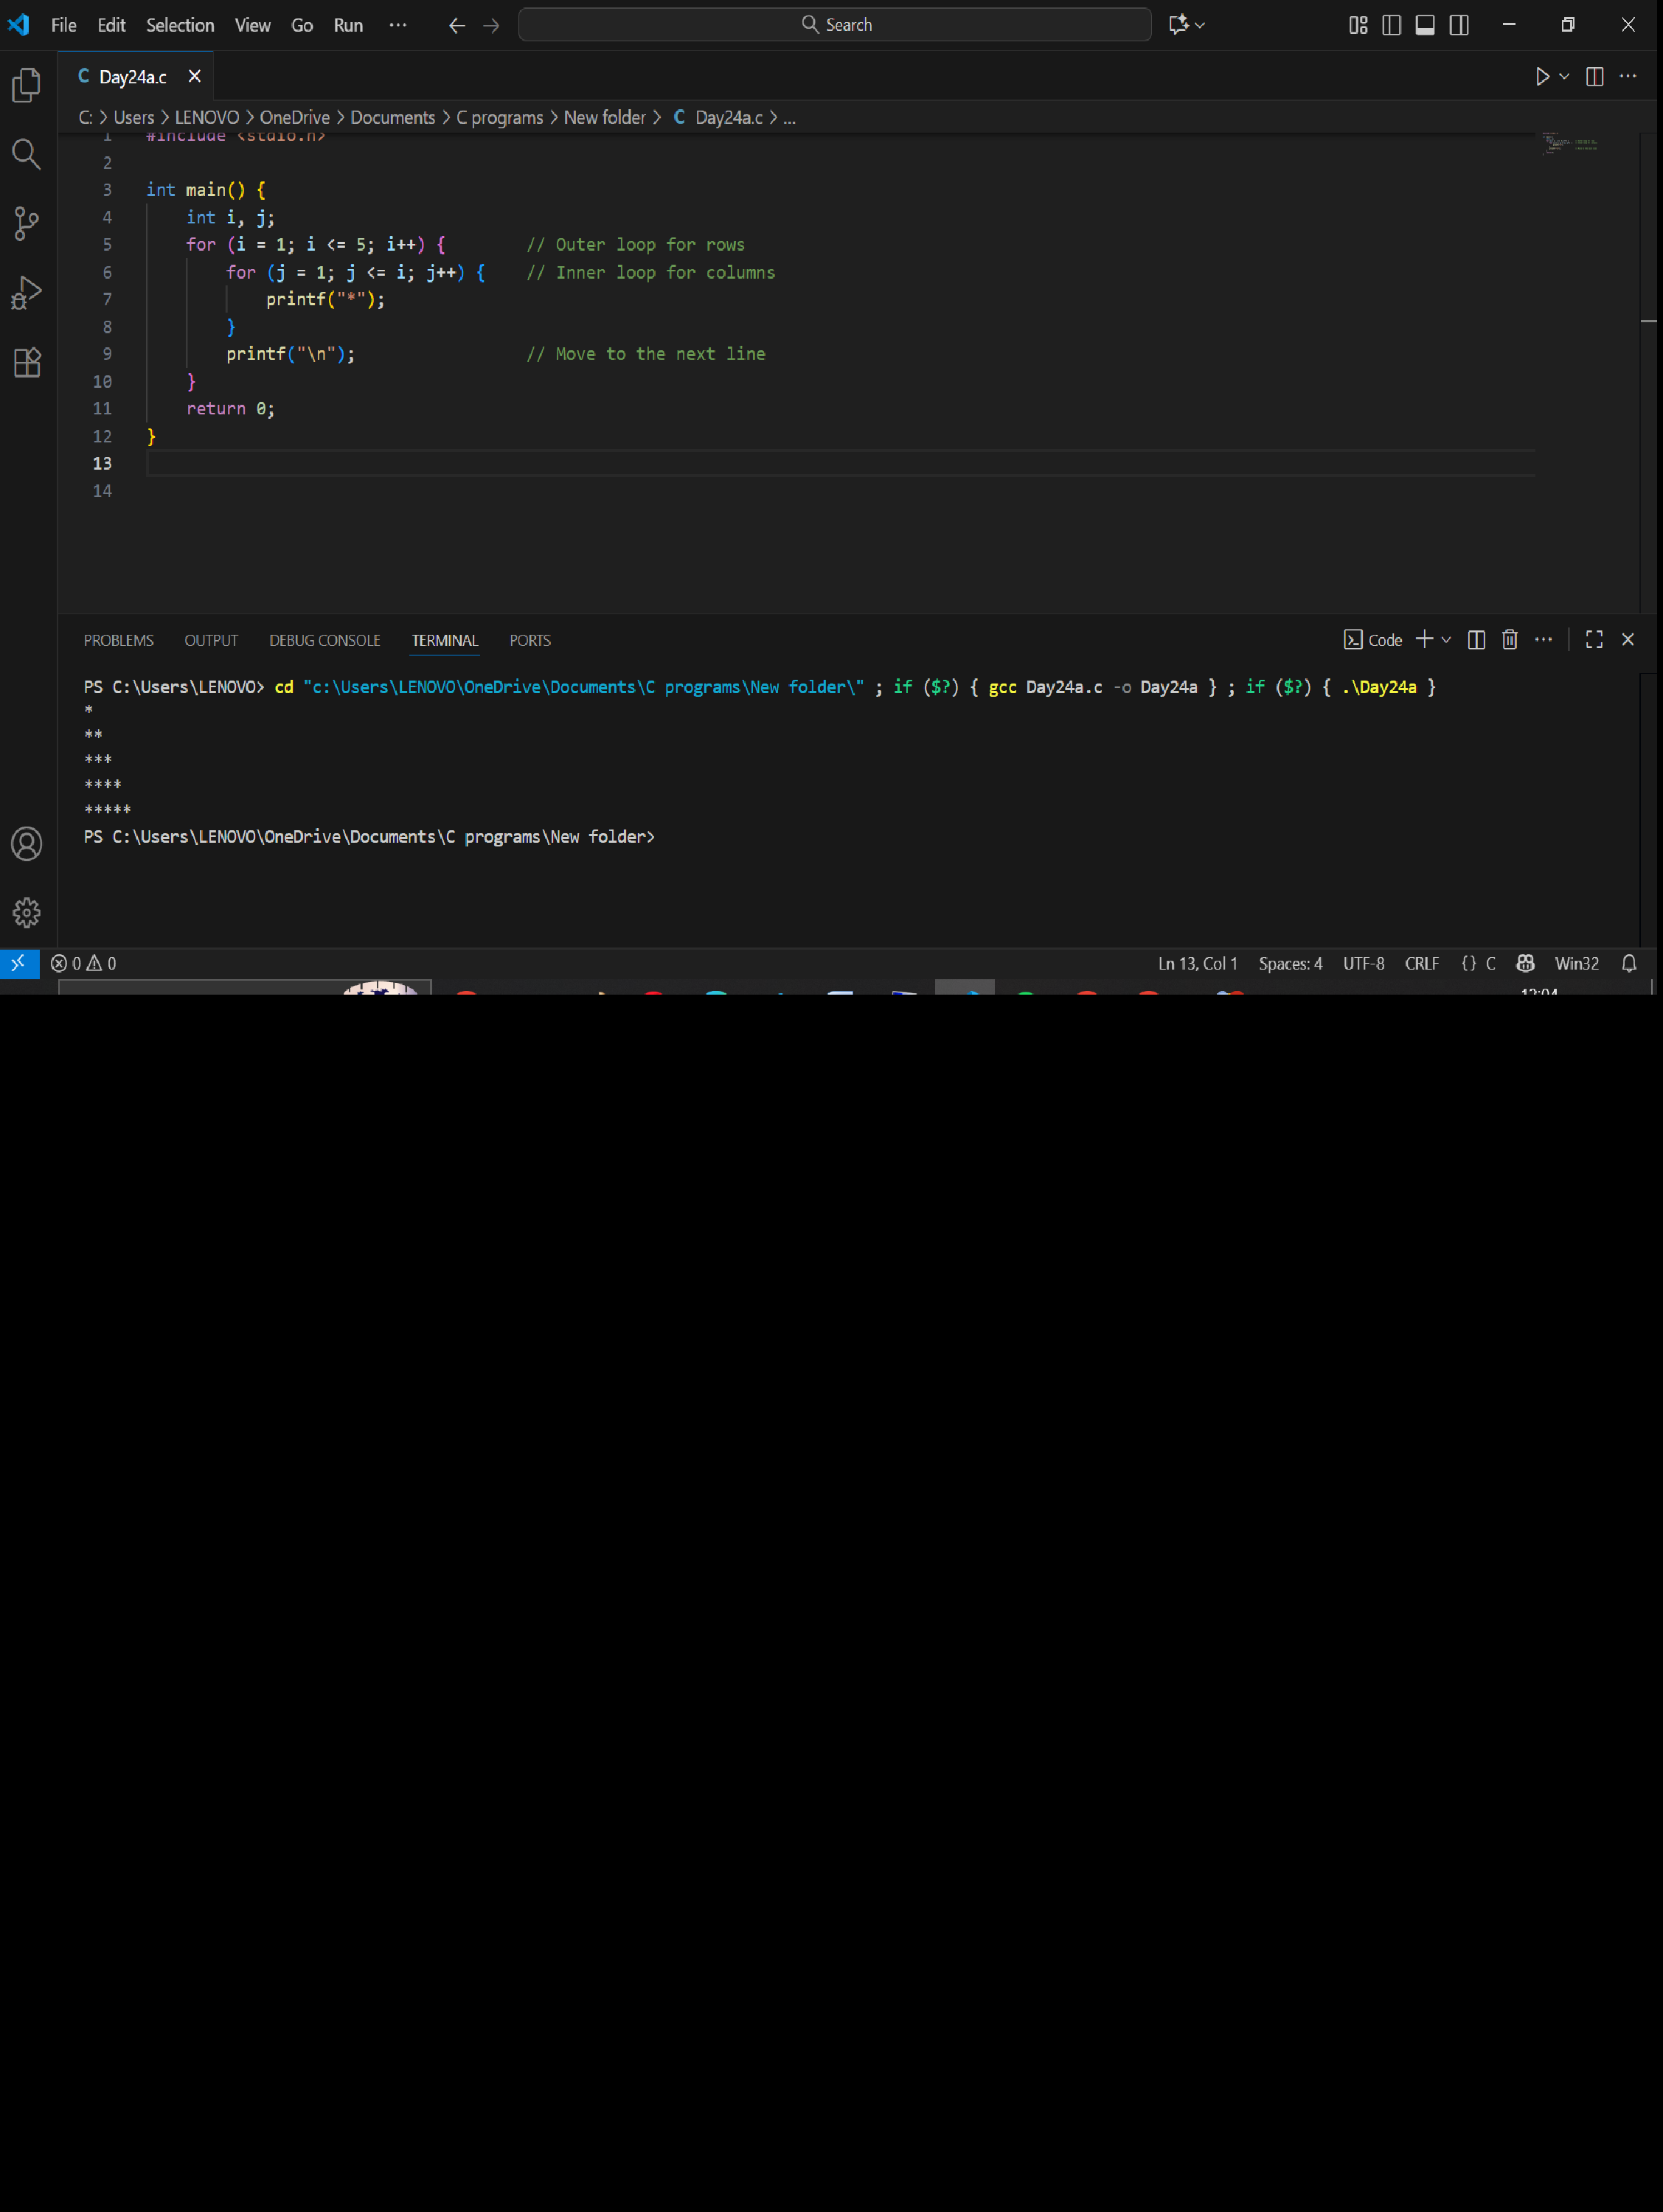 File Edit Selection View Go Run ··· Search
C Day24a.c
C: > Users > LENOVO > OneDrive > Documents > C programs > New folder > C Day24a.c > ...
1 #include <stdio.h>
2
3 int main() {
4     int i, j;
5     for (i = 1; i <= 5; i++) {        // Outer loop for rows
6         for (j = 1; j <= i; j++) {    // Inner loop for columns
7             printf("*");
8         }
9         printf("\n");                 // Move to the next line
10     }
11     return 0;
12 }
13
14
PROBLEMS OUTPUT DEBUG CONSOLE TERMINAL PORTS Code
PS C:\Users\LENOVO> cd "c:\Users\LENOVO\OneDrive\Documents\C programs\New folder\" ; if ($?) { gcc Day24a.c -o Day24a } ; if ($?) { .\Day24a }
*
**
***
****
*****
PS C:\Users\LENOVO\OneDrive\Documents\C programs\New folder>
0 0 Ln 13, Col 1 Spaces: 4 UTF-8 CRLF {} C Win32
12:04